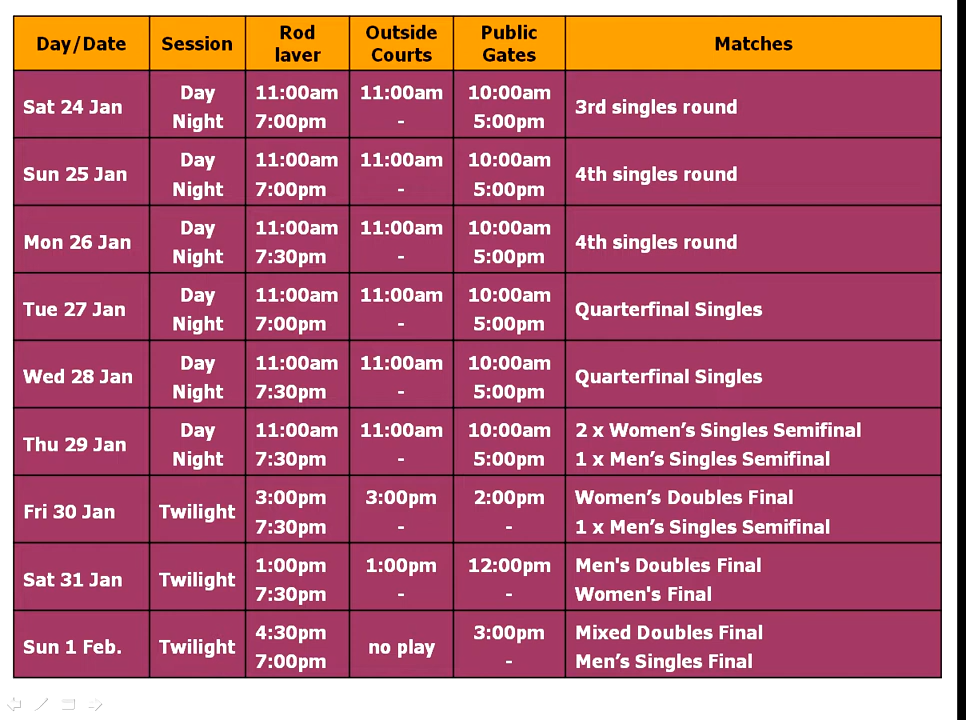 Day/Date Session Rod laver Outside Courts Public Gates Matches
Sat 24 Jan Day 11:00am 11:00am 10:00am 3rd singles round
Night 7:00pm - 5:00pm
Sun 25 Jan Day 11:00am 11:00am 10:00am 4th singles round
Night 7:00pm - 5:00pm
Mon 26 Jan Day 11:00am 11:00am 10:00am 4th singles round
Night 7:30pm - 5:00pm
Tue 27 Jan Day 11:00am 11:00am 10:00am Quarterfinal Singles
Night 7:00pm - 5:00pm
Wed 28 Jan Day 11:00am 11:00am 10:00am Quarterfinal Singles
Night 7:30pm - 5:00pm
Thu 29 Jan Day 11:00am 11:00am 10:00am 2 x Women’s Singles Semifinal
Night 7:30pm - 5:00pm 1 x Men’s Singles Semifinal
Fri 30 Jan Twilight 3:00pm 3:00pm 2:00pm Women’s Doubles Final
7:30pm - - 1 x Men’s Singles Semifinal
Sat 31 Jan Twilight 1:00pm 1:00pm 12:00pm Men's Doubles Final
7:30pm - - Women's Final
Sun 1 Feb. Twilight 4:30pm no play 3:00pm Mixed Doubles Final
7:00pm - Men’s Singles Final